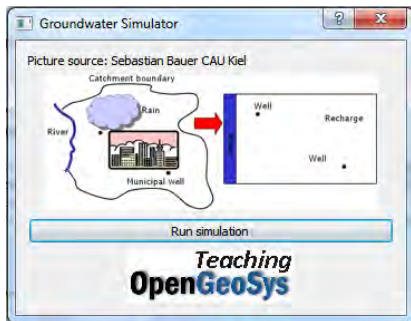 Groundwater Simulator
Picture source: Sebastian Bauer CAU Kiel
Catchment boundary
Rain
River
Municipal well
Well
Recharge
Well
Run simulation
Teaching
OpenGeoSys